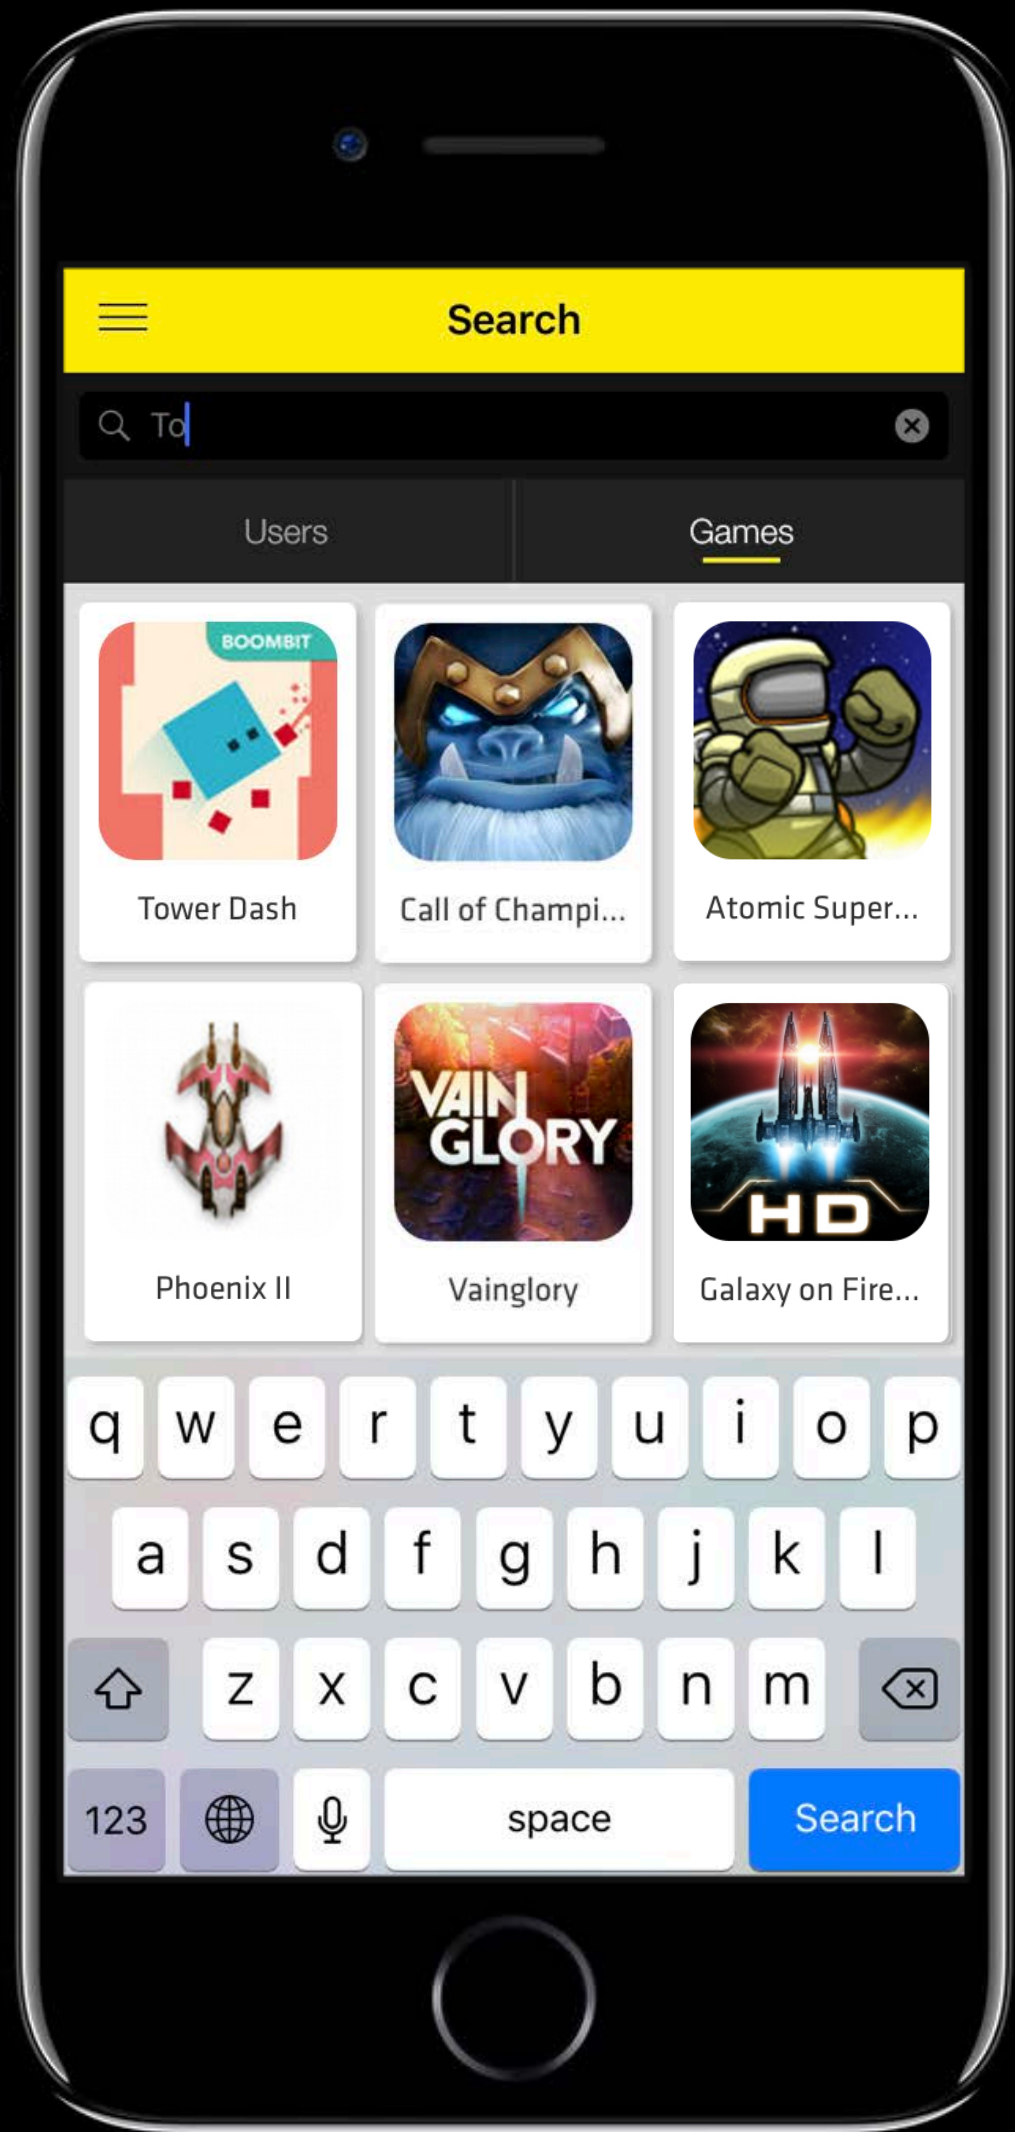 Search
To
Users Games
BOOMBIT
Tower Dash Call of Champi... Atomic Super...
VAIN
GLORY
HD
Phoenix II Vainglory Galaxy on Fire...
q w e r t y u i o p
a s d f g h j k l
z x c v b n m
123 space Search